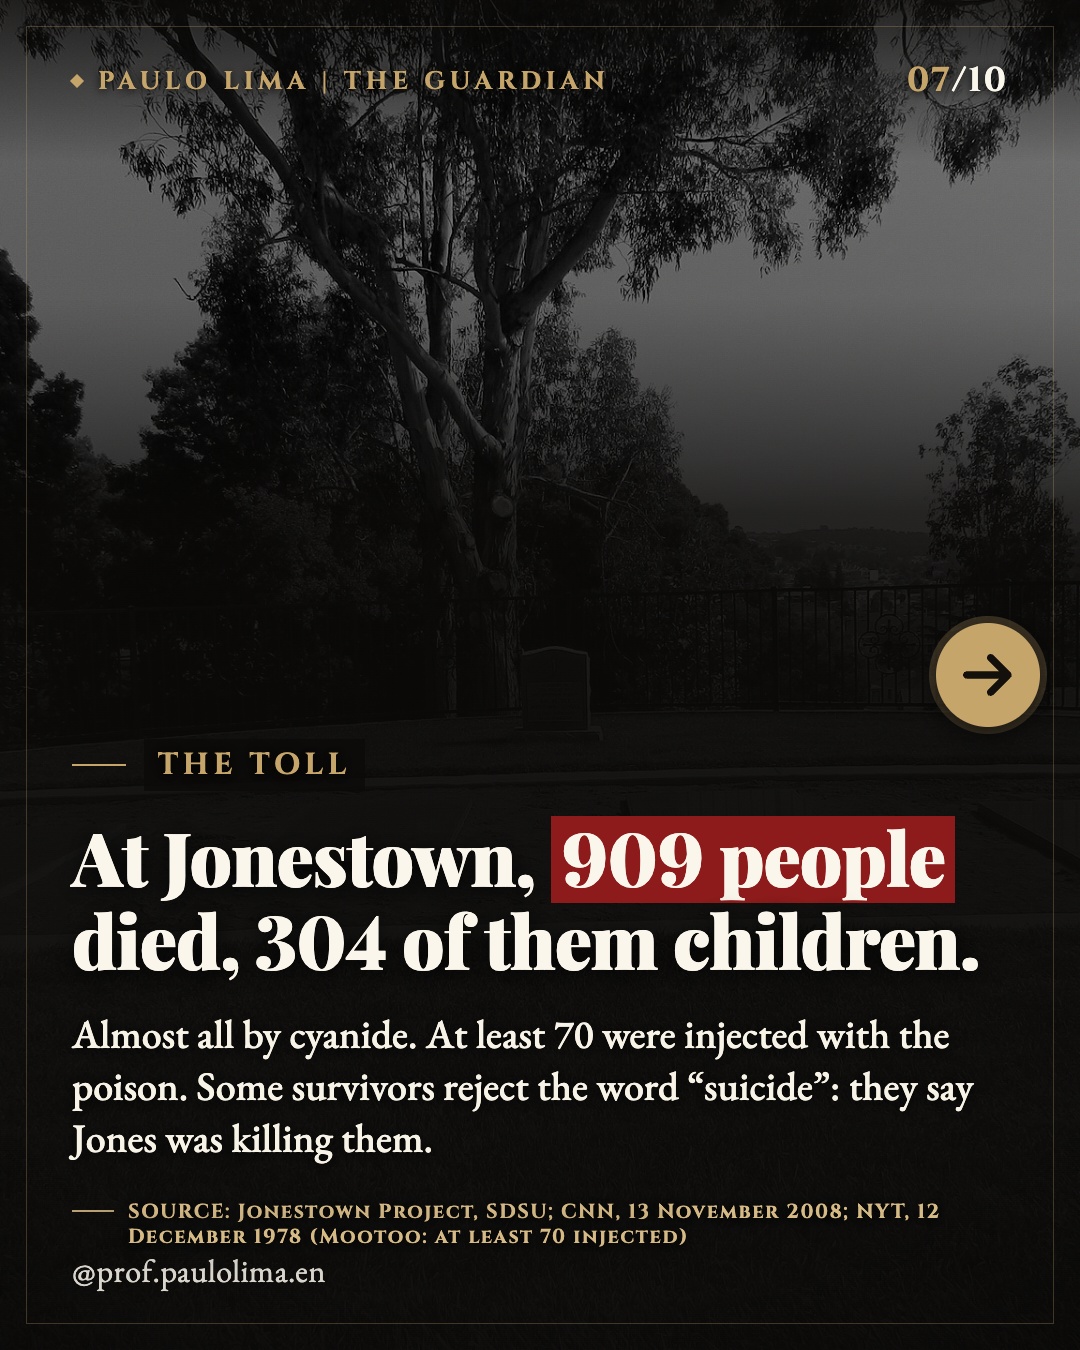 ◆ PAULO LIMA | THE GUARDIAN
07/10
THE TOLL
At Jonestown, 909 people
died, 304 of them children.
Almost all by cyanide. At least 70 were injected with the
poison. Some survivors reject the word “suicide”: they say
Jones was killing them.
SOURCE: Jonestown Project, SDSU; CNN, 13 November 2008; NYT, 12
December 1978 (Mootoo: at least 70 injected)
@prof.paulolima.en